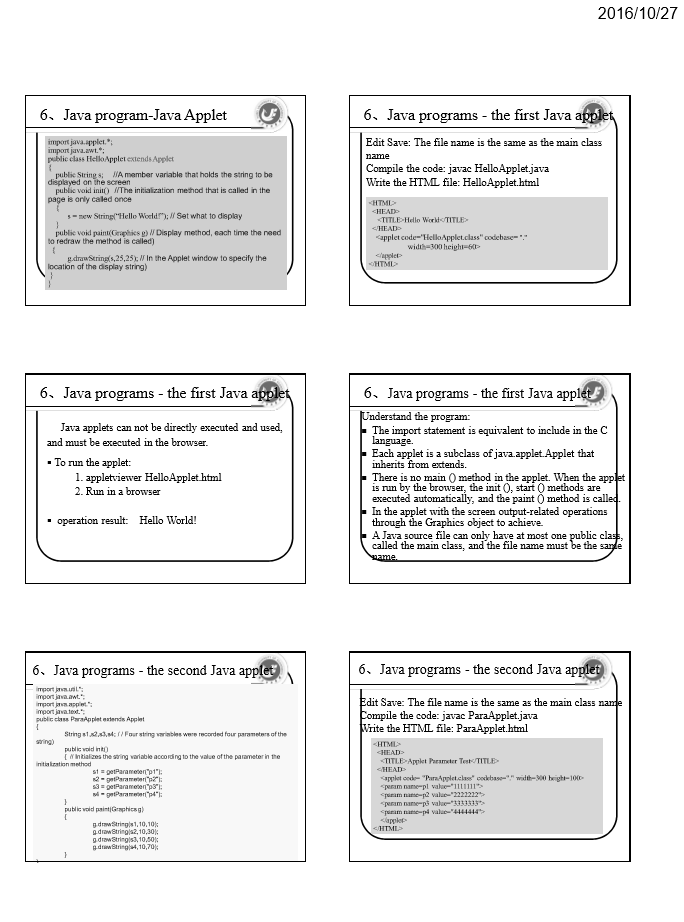 2016/10/27
6、Java program-Java Applet
import java.applet.*;
import java.awt.*;
public class HelloApplet extends Applet
{
public String s; //A member variable that holds the string to be
displayed on the screen
public void init() //The initialization method that is called in the
page is only called once
{
s = new String("Hello World!"); // Set what to display
}
public void paint(Graphics g) // Display method, each time the need
to redraw the method is called)
{
g.drawString(s,25,25); // In the Applet window to specify the
location of the display string)
}
}
6、Java programs - the first Java applet
Edit Save: The file name is the same as the main class
name
Compile the code: javac HelloApplet.java
Write the HTML file: HelloApplet.html
<HTML>
<HEAD>
<TITLE>Hello World</TITLE>
</HEAD>
<applet code="HelloApplet.class" codebase= "."
width=300 height=60>
</applet>
</HTML>
6、Java programs - the first Java applet
Java applets can not be directly executed and used,
and must be executed in the browser.
▪ To run the applet:
1. appletviewer HelloApplet.html
2. Run in a browser
▪ operation result: Hello World!
6、Java programs - the first Java applet
Understand the program:
▪ The import statement is equivalent to include in the C
language.
▪ Each applet is a subclass of java.applet.Applet that
inherits from extends.
▪ There is no main () method in the applet. When the applet
is run by the browser, the init (), start () methods are
executed automatically, and the paint () method is called.
▪ In the applet with the screen output-related operations
through the Graphics object to achieve.
▪ A Java source file can only have at most one public class,
called the main class, and the file name must be the same
name.
6、Java programs - the second Java applet
import java.util.*;
import java.awt.*;
import java.applet.*;
import java.text.*;
public class ParaApplet extends Applet
{
String s1,s2,s3,s4; // Four string variables were recorded four parameters of the
string)
public void init()
{ // Initializes the string variable according to the value of the parameter in the
initialization method
s1 = getParameter("p1");
s2 = getParameter("p2");
s3 = getParameter("p3");
s4 = getParameter("p4");
}
public void paint(Graphics g)
{
g.drawString(s1,10,10);
g.drawString(s2,10,30);
g.drawString(s3,10,50);
g.drawString(s4,10,70);
}
}
6、Java programs - the second Java applet
Edit Save: The file name is the same as the main class name
Compile the code: javac ParaApplet.java
Write the HTML file: ParaApplet.html
<HTML>
<HEAD>
<TITLE>Applet Parameter Test</TITLE>
</HEAD>
<applet code= "ParaApplet.class" codebase="." width=300 height=100>
<param name=p1 value="1111111">
<param name=p2 value="2222222">
<param name=p3 value="3333333">
<param name=p4 value="4444444">
</applet>
</HTML>